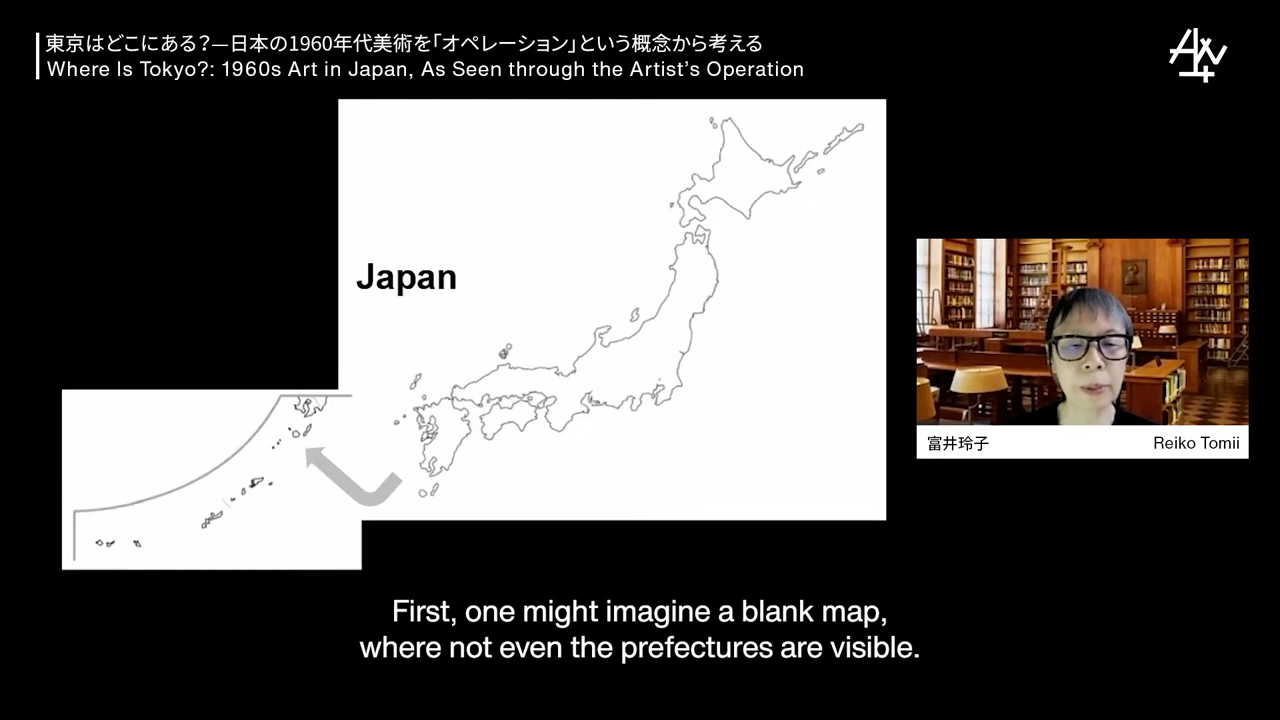 東京はどこにある?—日本の1960年代美術を「オペレーション」という概念から考える
Where Is Tokyo?: 1960s Art in Japan, As Seen through the Artist's Operation
Japan
富井玲子 Reiko Tomii
First, one might imagine a blank map,
where not even the prefectures are visible.